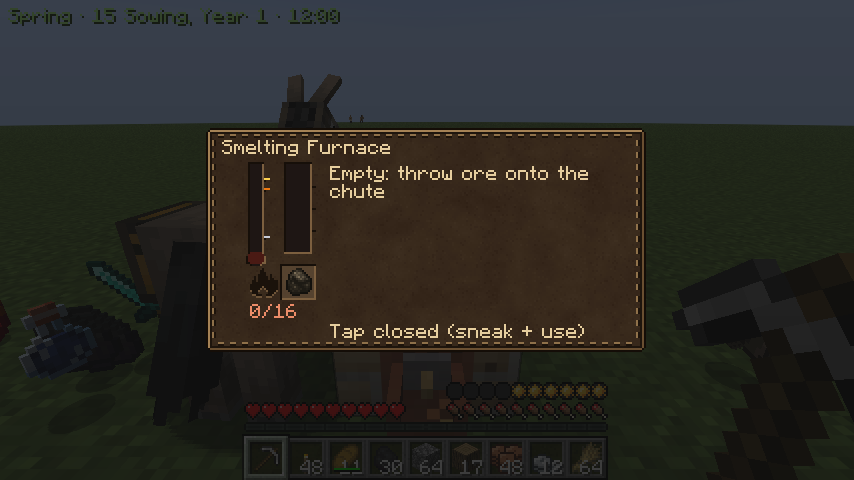 Spring · 15 Sowing, Year 1 · 12:00
Smelting Furnace
Empty: throw ore onto the
chute
0/16
Tap closed (sneak + use)
48 11 30 64 17 48 12 64